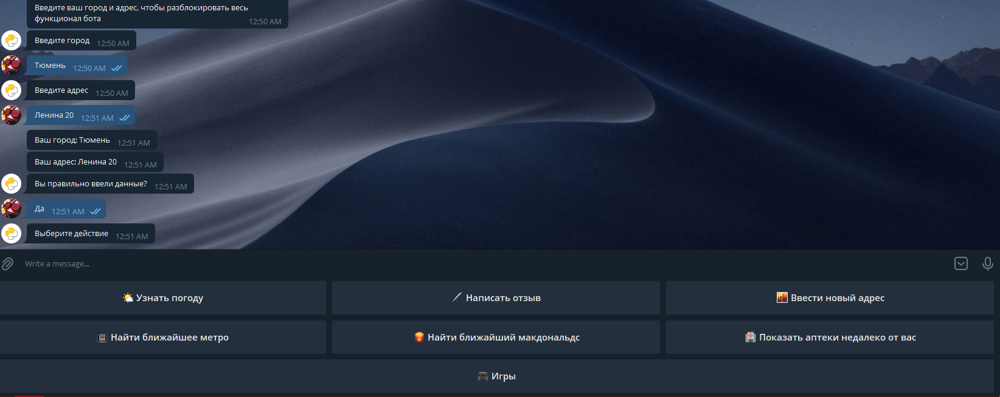 Введите ваш город и адрес, чтобы разблокировать весь
функционал бота 12:50 AM
Введите город 12:50 AM
Тюмень 12:50 AM
Введите адрес 12:50 AM
Ленина 20 12:51 AM
Ваш город: Тюмень 12:51 AM
Ваш адрес: Ленина 20 12:51 AM
Вы правильно ввели данные? 12:51 AM
Да 12:51 AM
Выберите действие 12:51 AM
Write a message...
Узнать погоду
Написать отзыв
Ввести новый адрес
Найти ближайшее метро
Найти ближайший макдональдс
Показать аптеки недалеко от вас
Игры